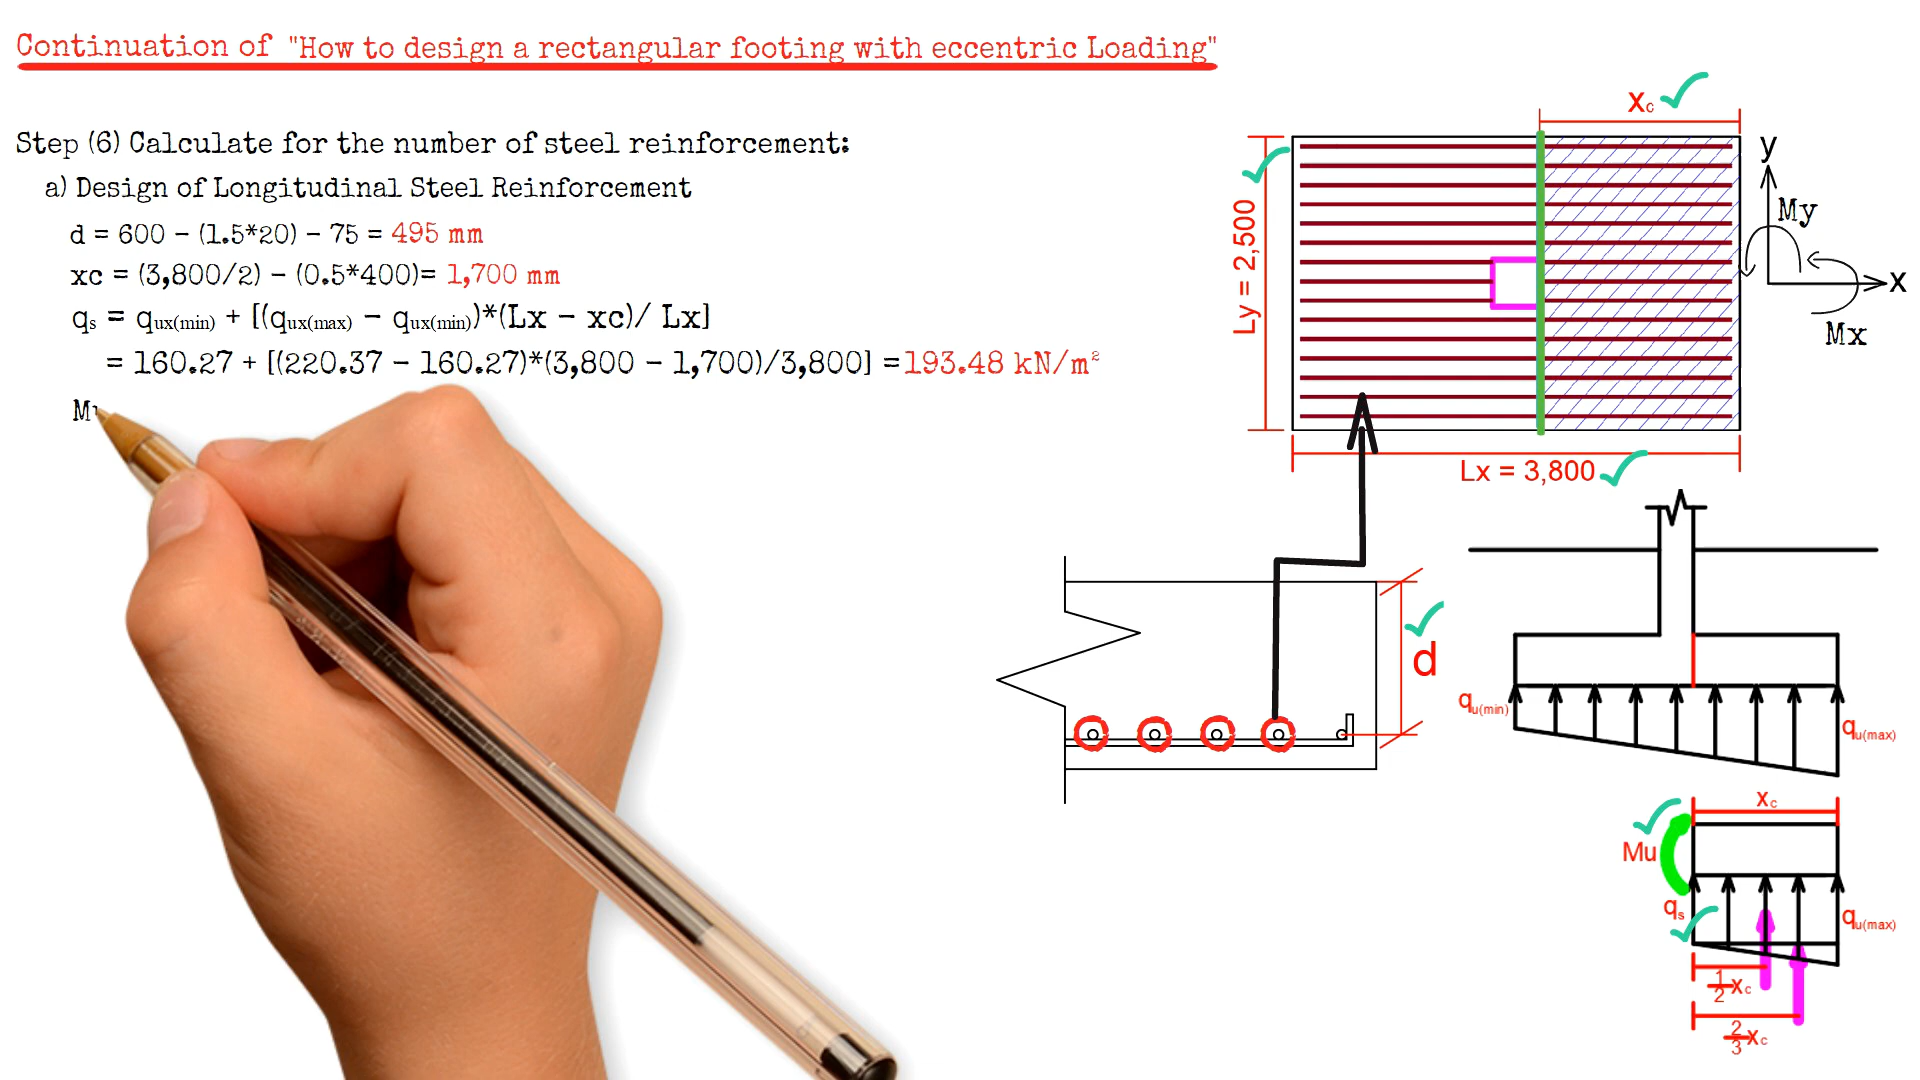 Continuation of "How to design a rectangular footing with eccentric Loading"
Step (6) Calculate for the number of steel reinforcement:
a) Design of Longitudinal Steel Reinforcement
d = 600 - (1.5*20) - 75 = 495 mm
xc = (3,800/2) - (0.5*400)= 1,700 mm
qs = qux(min) + [(qux(max) - qux(min))*(Lx - xc)/ Lx]
= 160.27 + [(220.37 - 160.27)*(3,800 - 1,700)/3,800] =193.48 kN/m²
M
xc
Ly = 2,500
y
My
x
Mx
Lx = 3,800
d
qu(min)
qu(max)
xc
Mu
qs
qu(max)
1/2 xc
2/3 xc